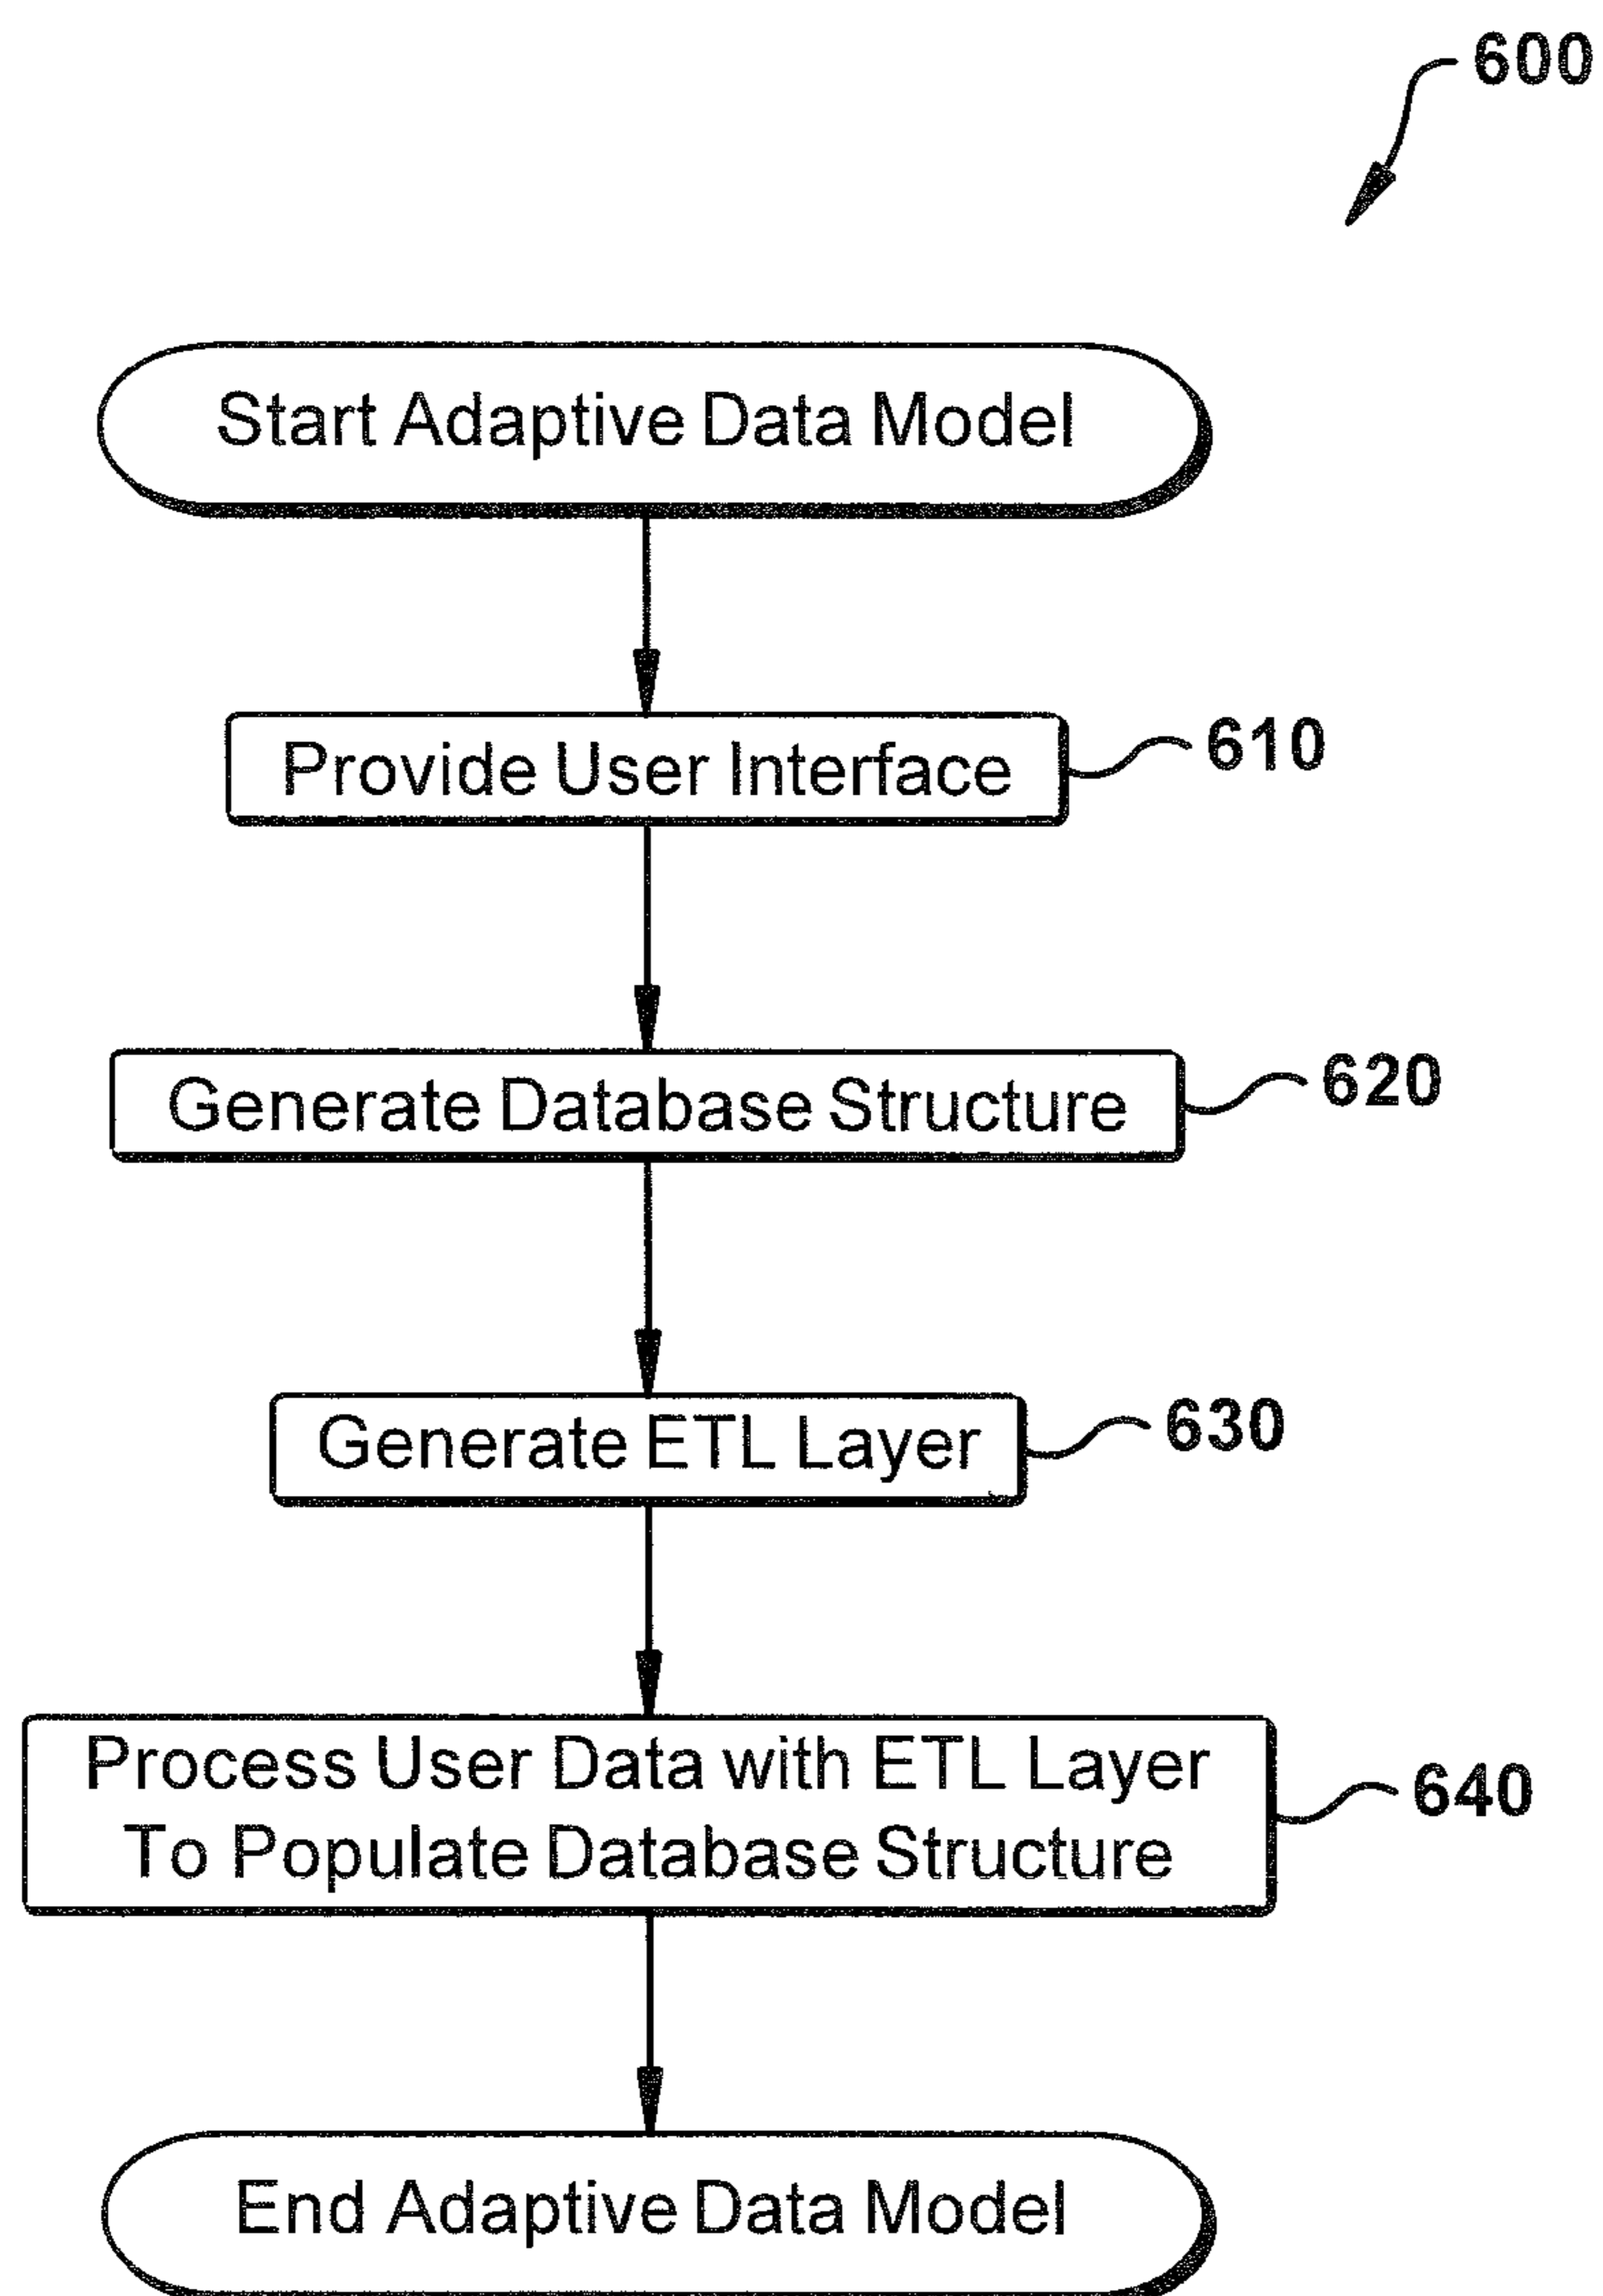 600
Start Adaptive Data Model
Provide User Interface
610
Generate Database Structure
620
Generate ETL Layer
630
Process User Data with ETL Layer
To Populate Database Structure
640
End Adaptive Data Model